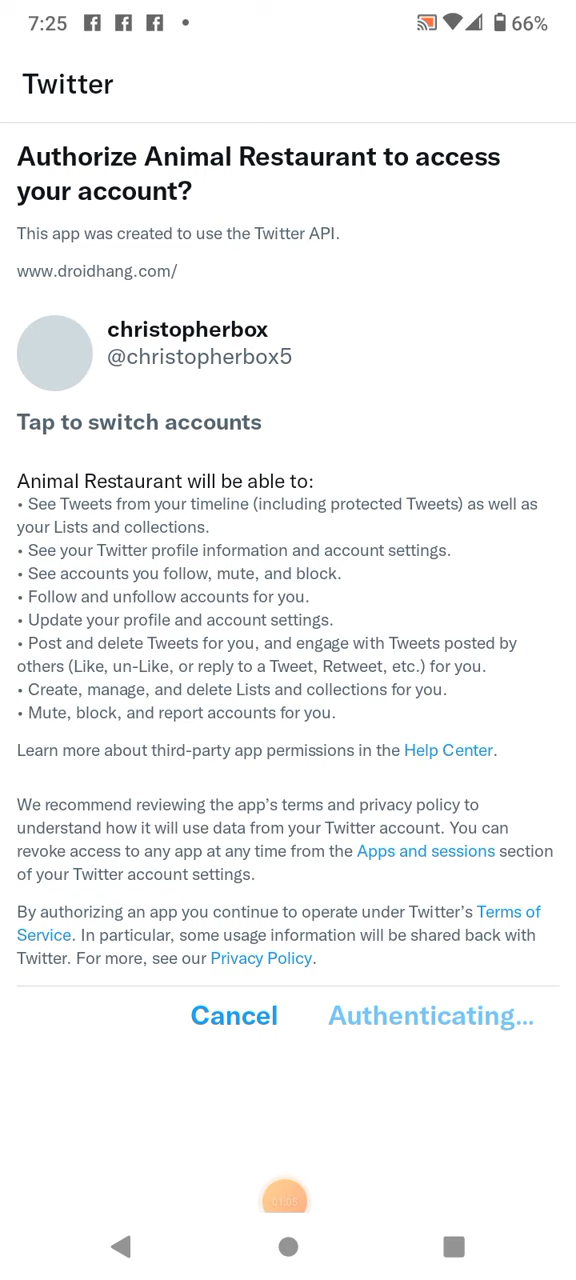 7:25
66%
Twitter
Authorize Animal Restaurant to access
your account?
This app was created to use the Twitter API.
www.droidhang.com/
christopherbox
@christopherbox5
Tap to switch accounts
Animal Restaurant will be able to:
• See Tweets from your timeline (including protected Tweets) as well as
your Lists and collections.
• See your Twitter profile information and account settings.
• See accounts you follow, mute, and block.
• Follow and unfollow accounts for you.
• Update your profile and account settings.
• Post and delete Tweets for you, and engage with Tweets posted by
others (Like, un-Like, or reply to a Tweet, Retweet, etc.) for you.
• Create, manage, and delete Lists and collections for you.
• Mute, block, and report accounts for you.
Learn more about third-party app permissions in the Help Center.
We recommend reviewing the app’s terms and privacy policy to
understand how it will use data from your Twitter account. You can
revoke access to any app at any time from the Apps and sessions section
of your Twitter account settings.
By authorizing an app you continue to operate under Twitter’s Terms of
Service. In particular, some usage information will be shared back with
Twitter. For more, see our Privacy Policy.
Cancel Authenticating...
01:05